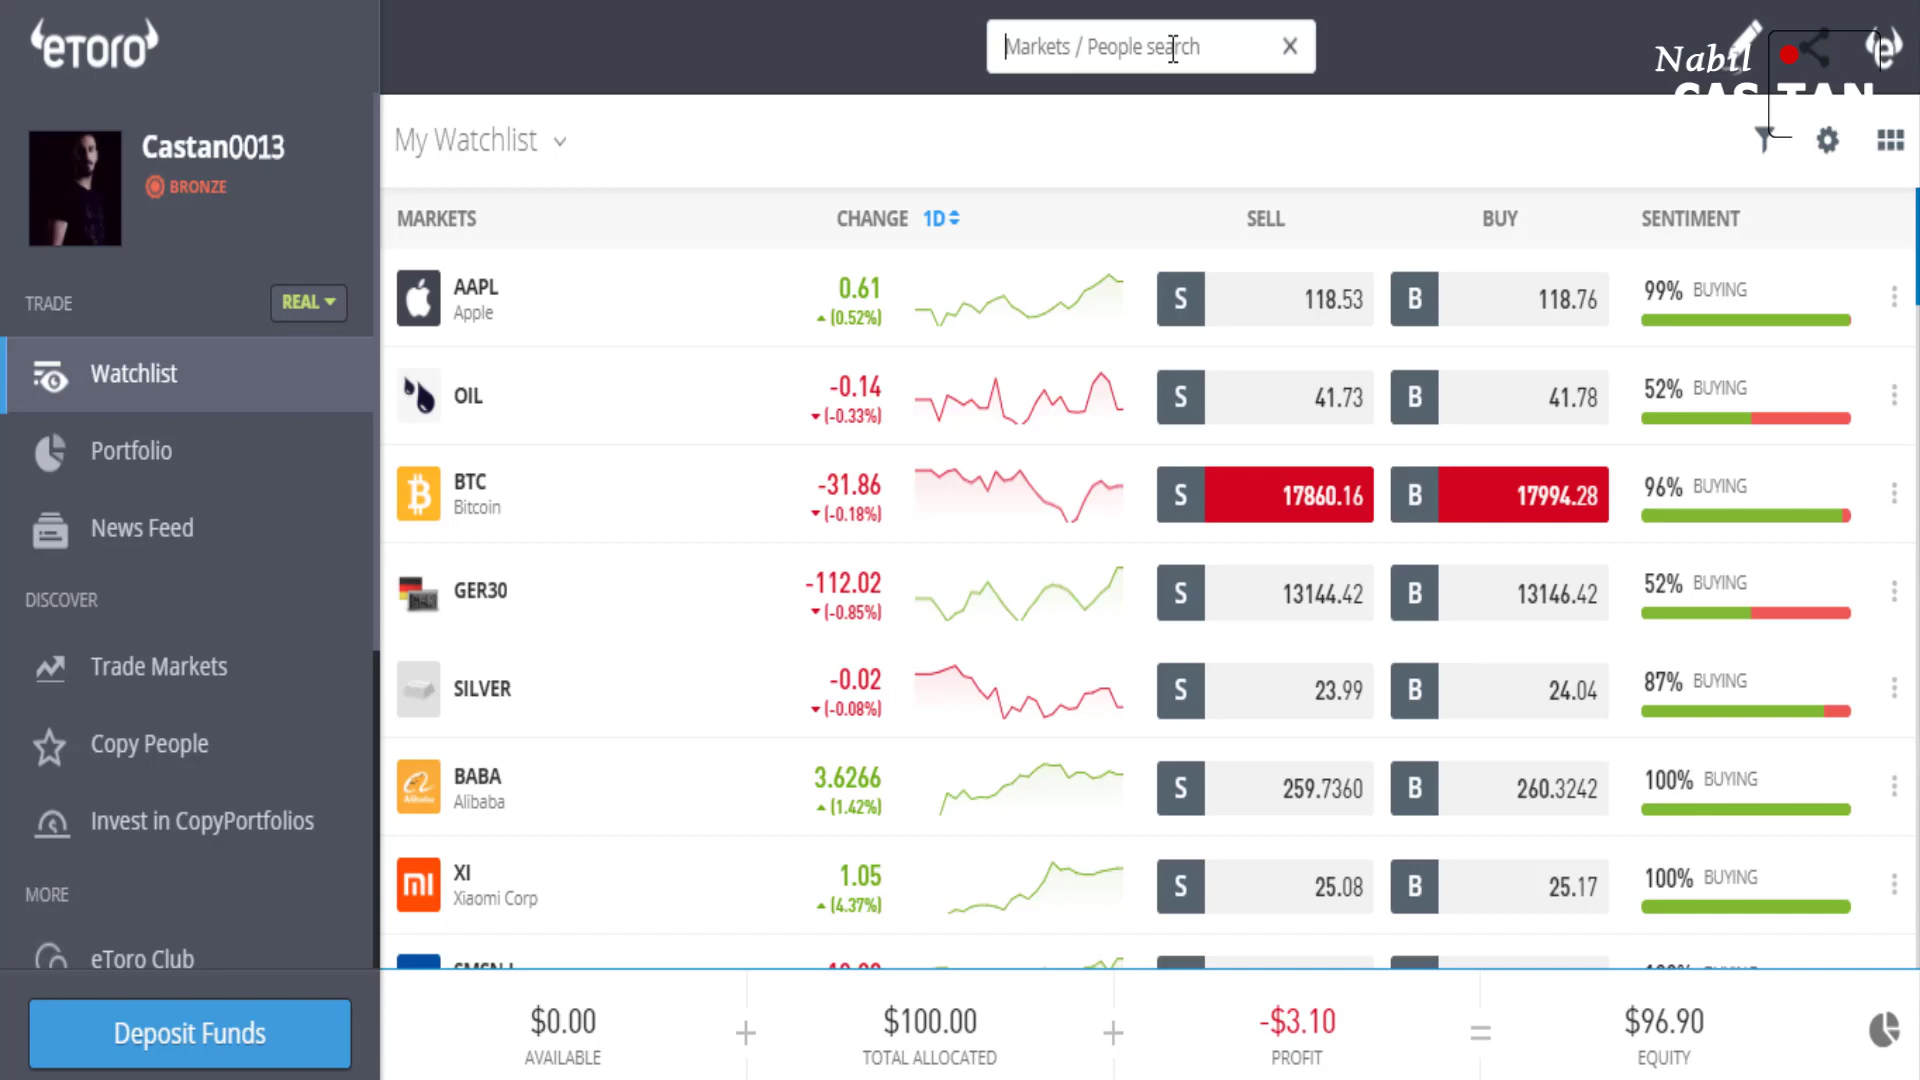 eToro
Markets / People search
Nabil
CASTAN
Castan0013
BRONZE
My Watchlist
TRADE
REAL
MARKETS
CHANGE 1D
SELL
BUY
SENTIMENT
Watchlist
Portfolio
News Feed
DISCOVER
Trade Markets
Copy People
Invest in CopyPortfolios
MORE
eToro Club
Deposit Funds
AAPL
Apple
0.61
(0.52%)
S 118.53
B 118.76
99% BUYING
OIL
-0.14
(-0.33%)
S 41.73
B 41.78
52% BUYING
BTC
Bitcoin
-31.86
(-0.18%)
S 17860.16
B 17994.28
96% BUYING
GER30
-112.02
(-0.85%)
S 13144.42
B 13146.42
52% BUYING
SILVER
-0.02
(-0.08%)
S 23.99
B 24.04
87% BUYING
BABA
Alibaba
3.6266
(1.42%)
S 259.7360
B 260.3242
100% BUYING
XI
Xiaomi Corp
1.05
(4.37%)
S 25.08
B 25.17
100% BUYING
$0.00
AVAILABLE
+
$100.00
TOTAL ALLOCATED
+
-$3.10
PROFIT
=
$96.90
EQUITY